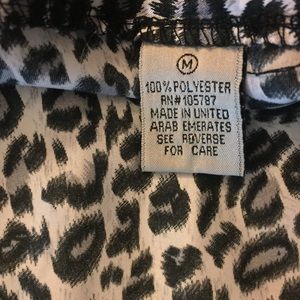 M
100% POLYESTER
RN# 105787
MADE IN UNITED
ARAB EMERATES
SEE REVERSE
FOR CARE